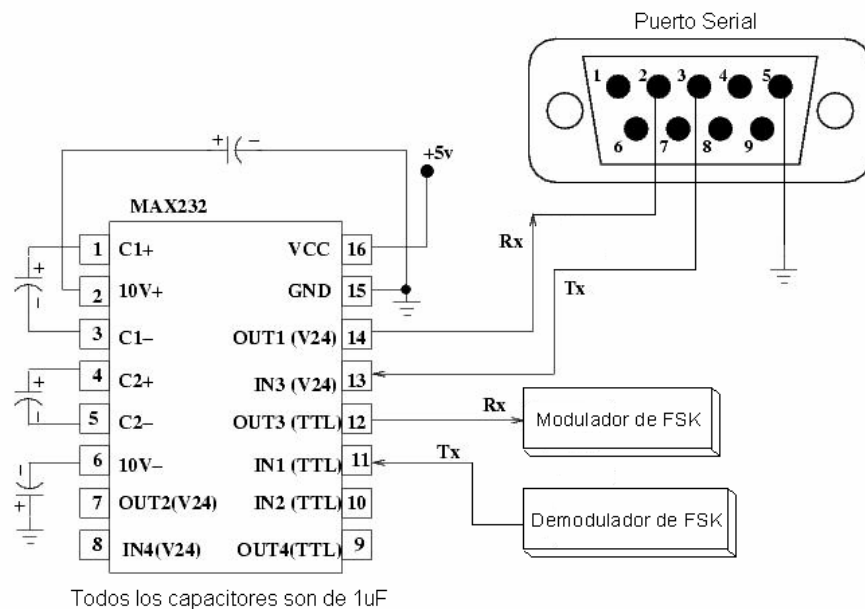 Puerto Serial
1 2 3 4 5
6 7 8 9
+ −
+5v
MAX232
1 C1+ VCC 16
+
−
2 10V+ GND 15
Rx
Tx
3 C1− OUT1 (V24) 14
4 C2+ IN3 (V24) 13
+
−
5 C2− OUT3 (TTL) 12
Rx
Modulador de FSK
6 10V− IN1 (TTL) 11
Tx
−
+
7 OUT2(V24) IN2 (TTL) 10
Demodulador de FSK
8 IN4(V24) OUT4(TTL) 9
Todos los capacitores son de 1uF